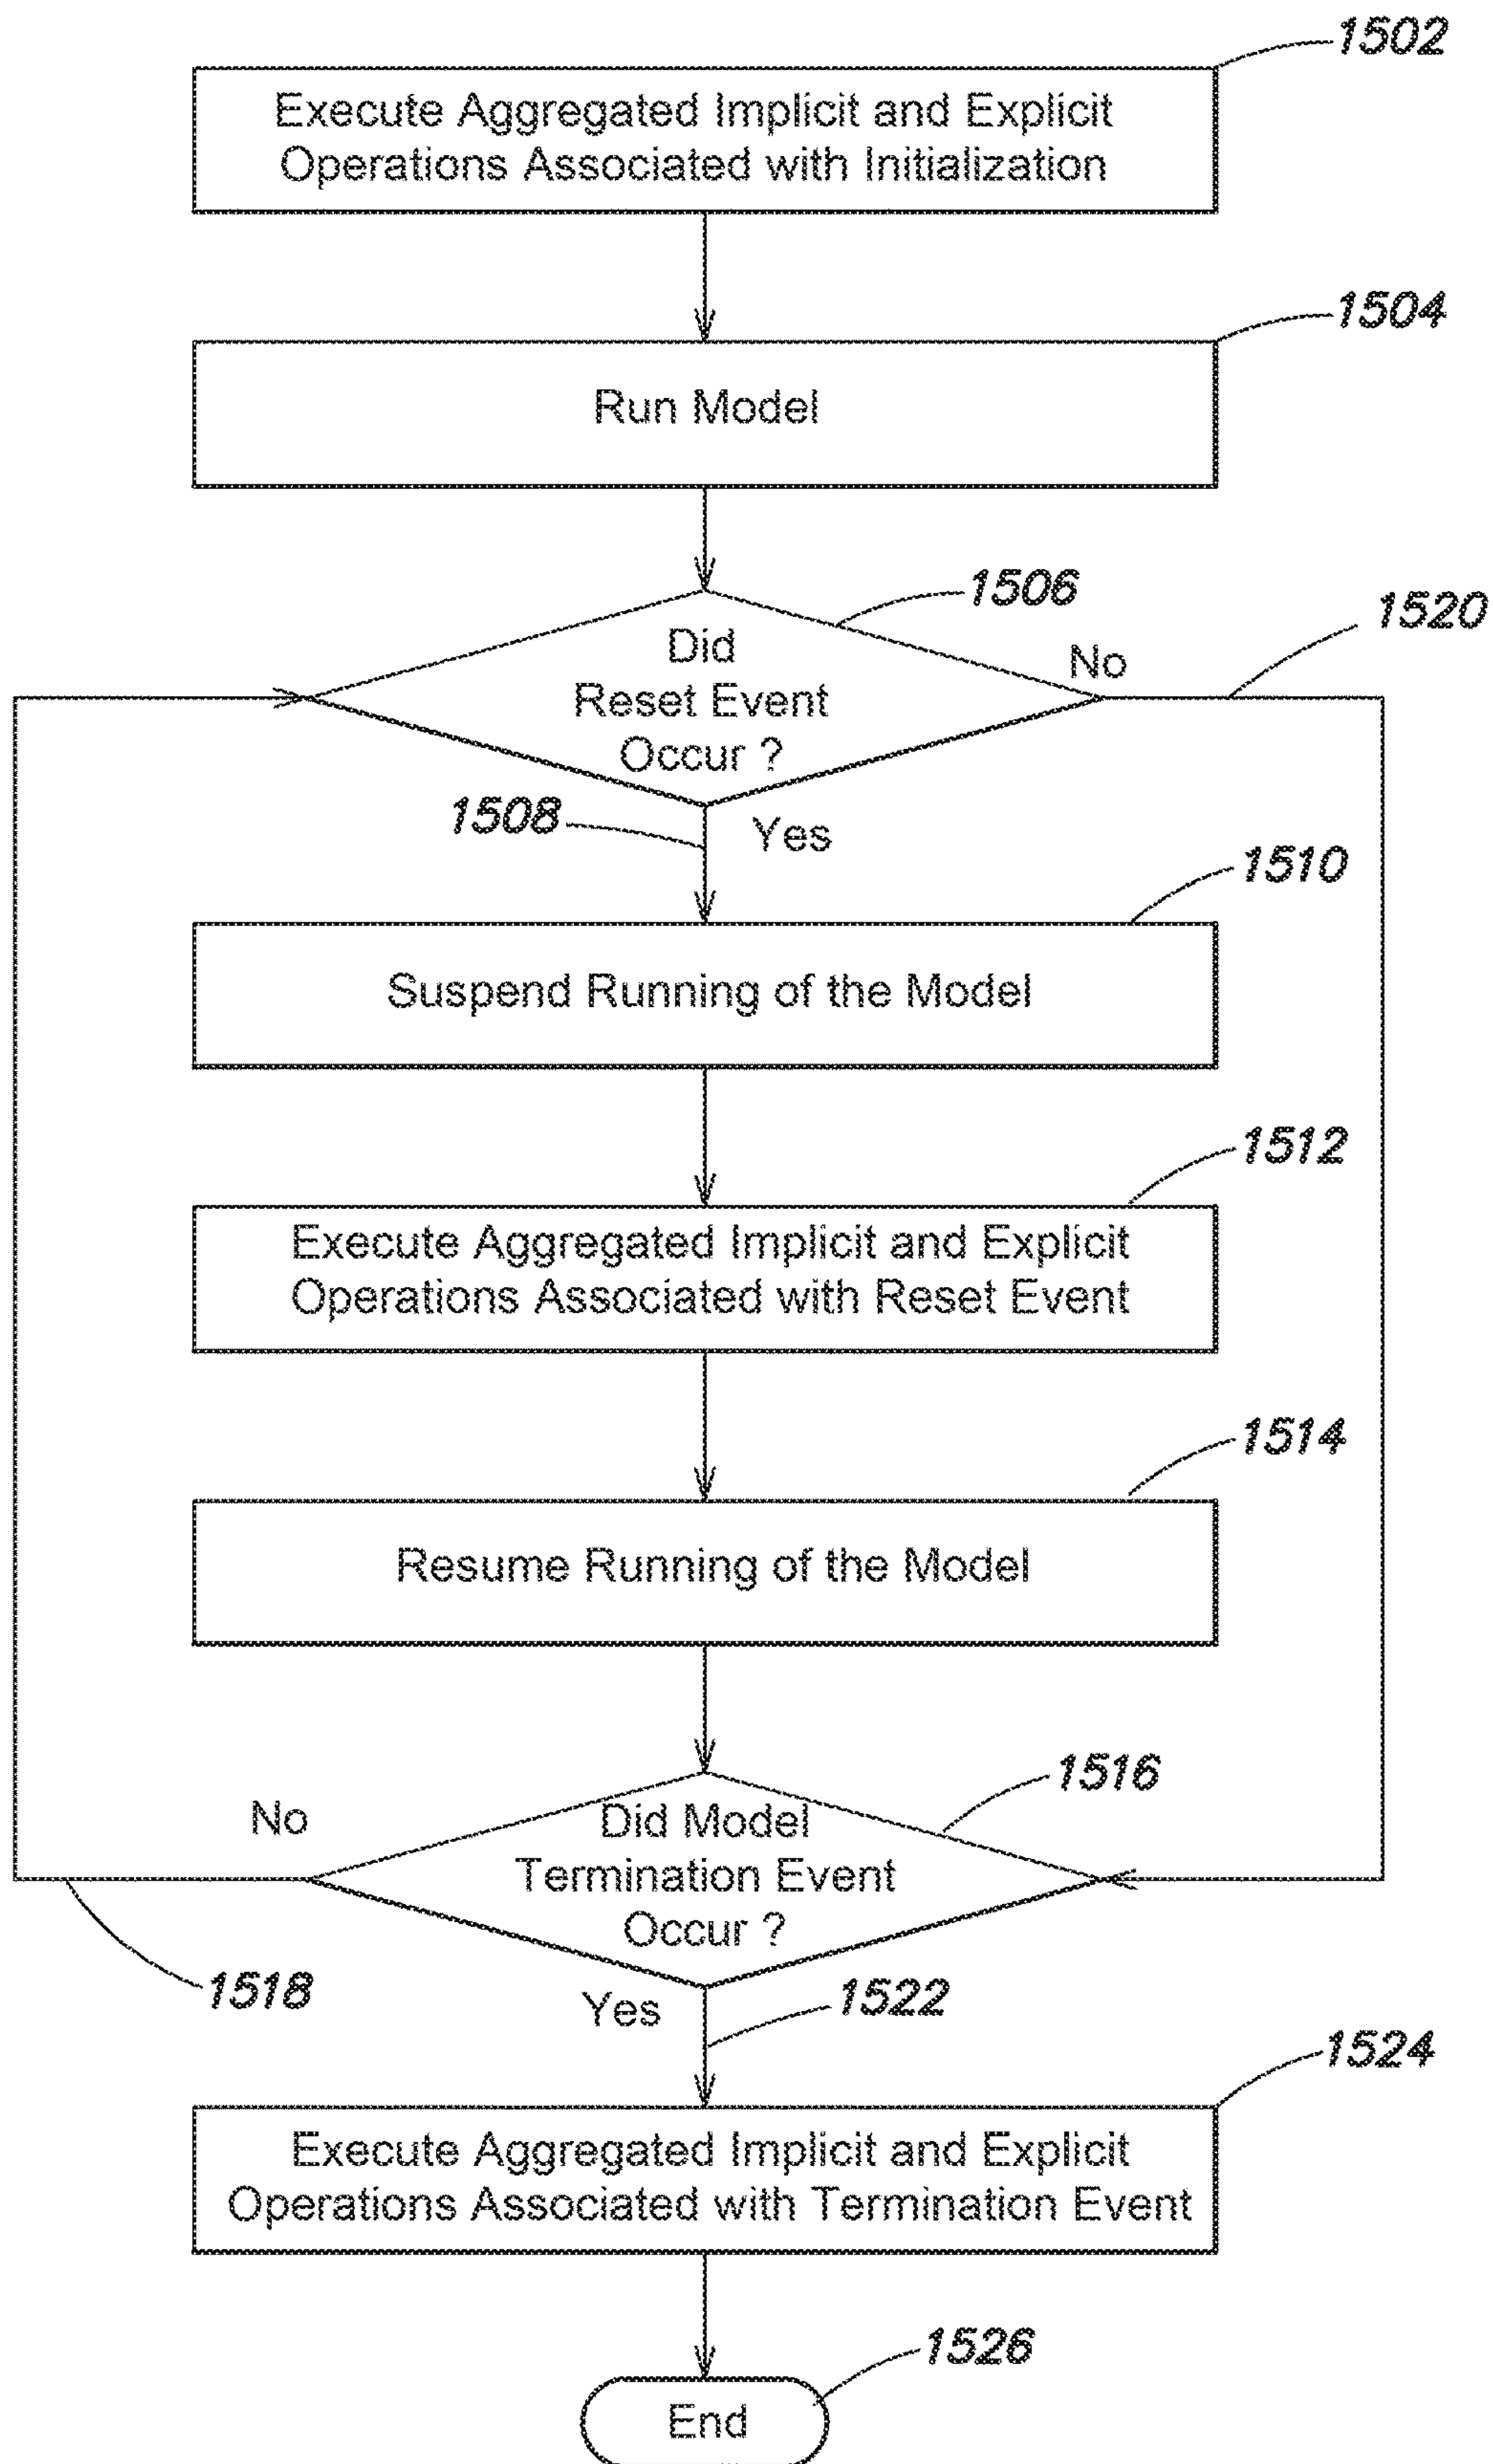 1502
Execute Aggregated Implicit and Explicit
Operations Associated with Initialization
1504
Run Model
1506
1520
Did
Reset Event
Occur ?
No
1508
Yes
1510
Suspend Running of the Model
1512
Execute Aggregated Implicit and Explicit
Operations Associated with Reset Event
1514
Resume Running of the Model
1516
No
Did Model
Termination Event
Occur ?
1518
Yes
1522
1524
Execute Aggregated Implicit and Explicit
Operations Associated with Termination Event
1526
End